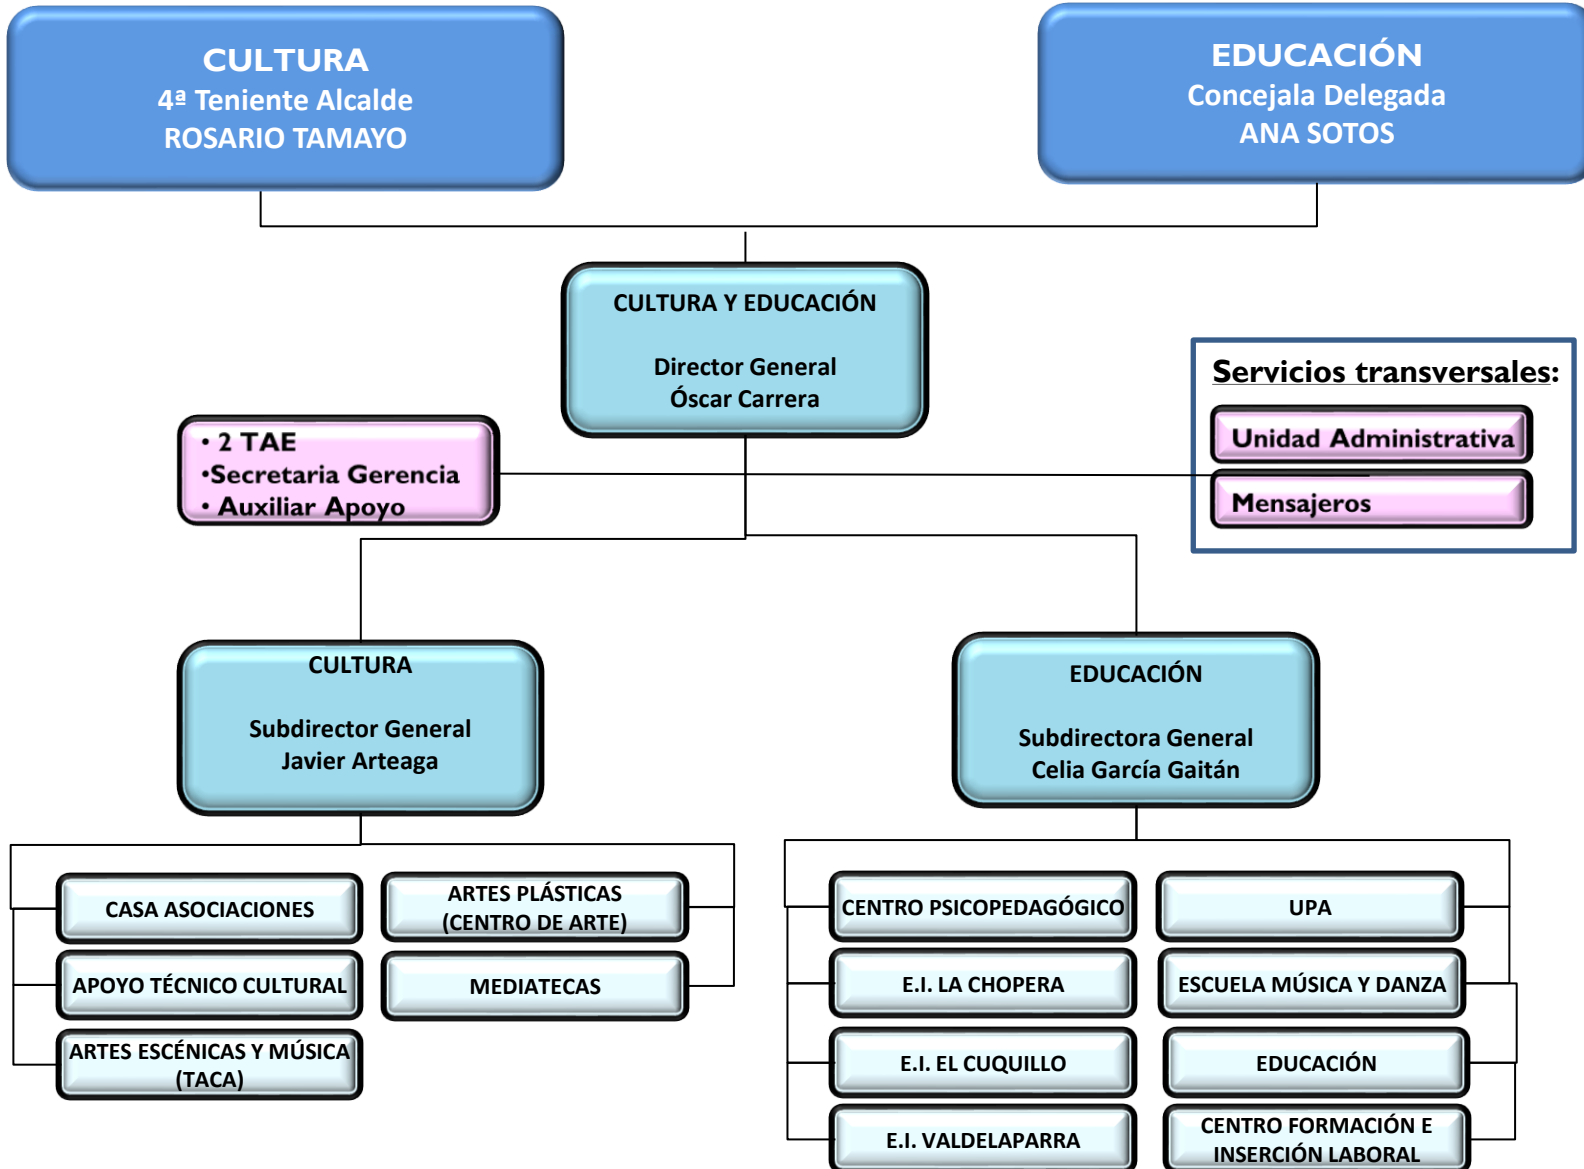 CULTURA
4ª Teniente Alcalde
ROSARIO TAMAYO
EDUCACIÓN
Concejala Delegada
ANA SOTOS
CULTURA Y EDUCACIÓN
Director General
Óscar Carrera
• 2 TAE
•Secretaria Gerencia
• Auxiliar Apoyo
Servicios transversales:
Unidad Administrativa
Mensajeros
CULTURA
Subdirector General
Javier Arteaga
EDUCACIÓN
Subdirectora General
Celia García Gaitán
CASA ASOCIACIONES
APOYO TÉCNICO CULTURAL
ARTES ESCÉNICAS Y MÚSICA
(TACA)
ARTES PLÁSTICAS
(CENTRO DE ARTE)
MEDIATECAS
CENTRO PSICOPEDAGÓGICO
E.I. LA CHOPERA
E.I. EL CUQUILLO
E.I. VALDELAPARRA
UPA
ESCUELA MÚSICA Y DANZA
EDUCACIÓN
CENTRO FORMACIÓN E
INSERCIÓN LABORAL